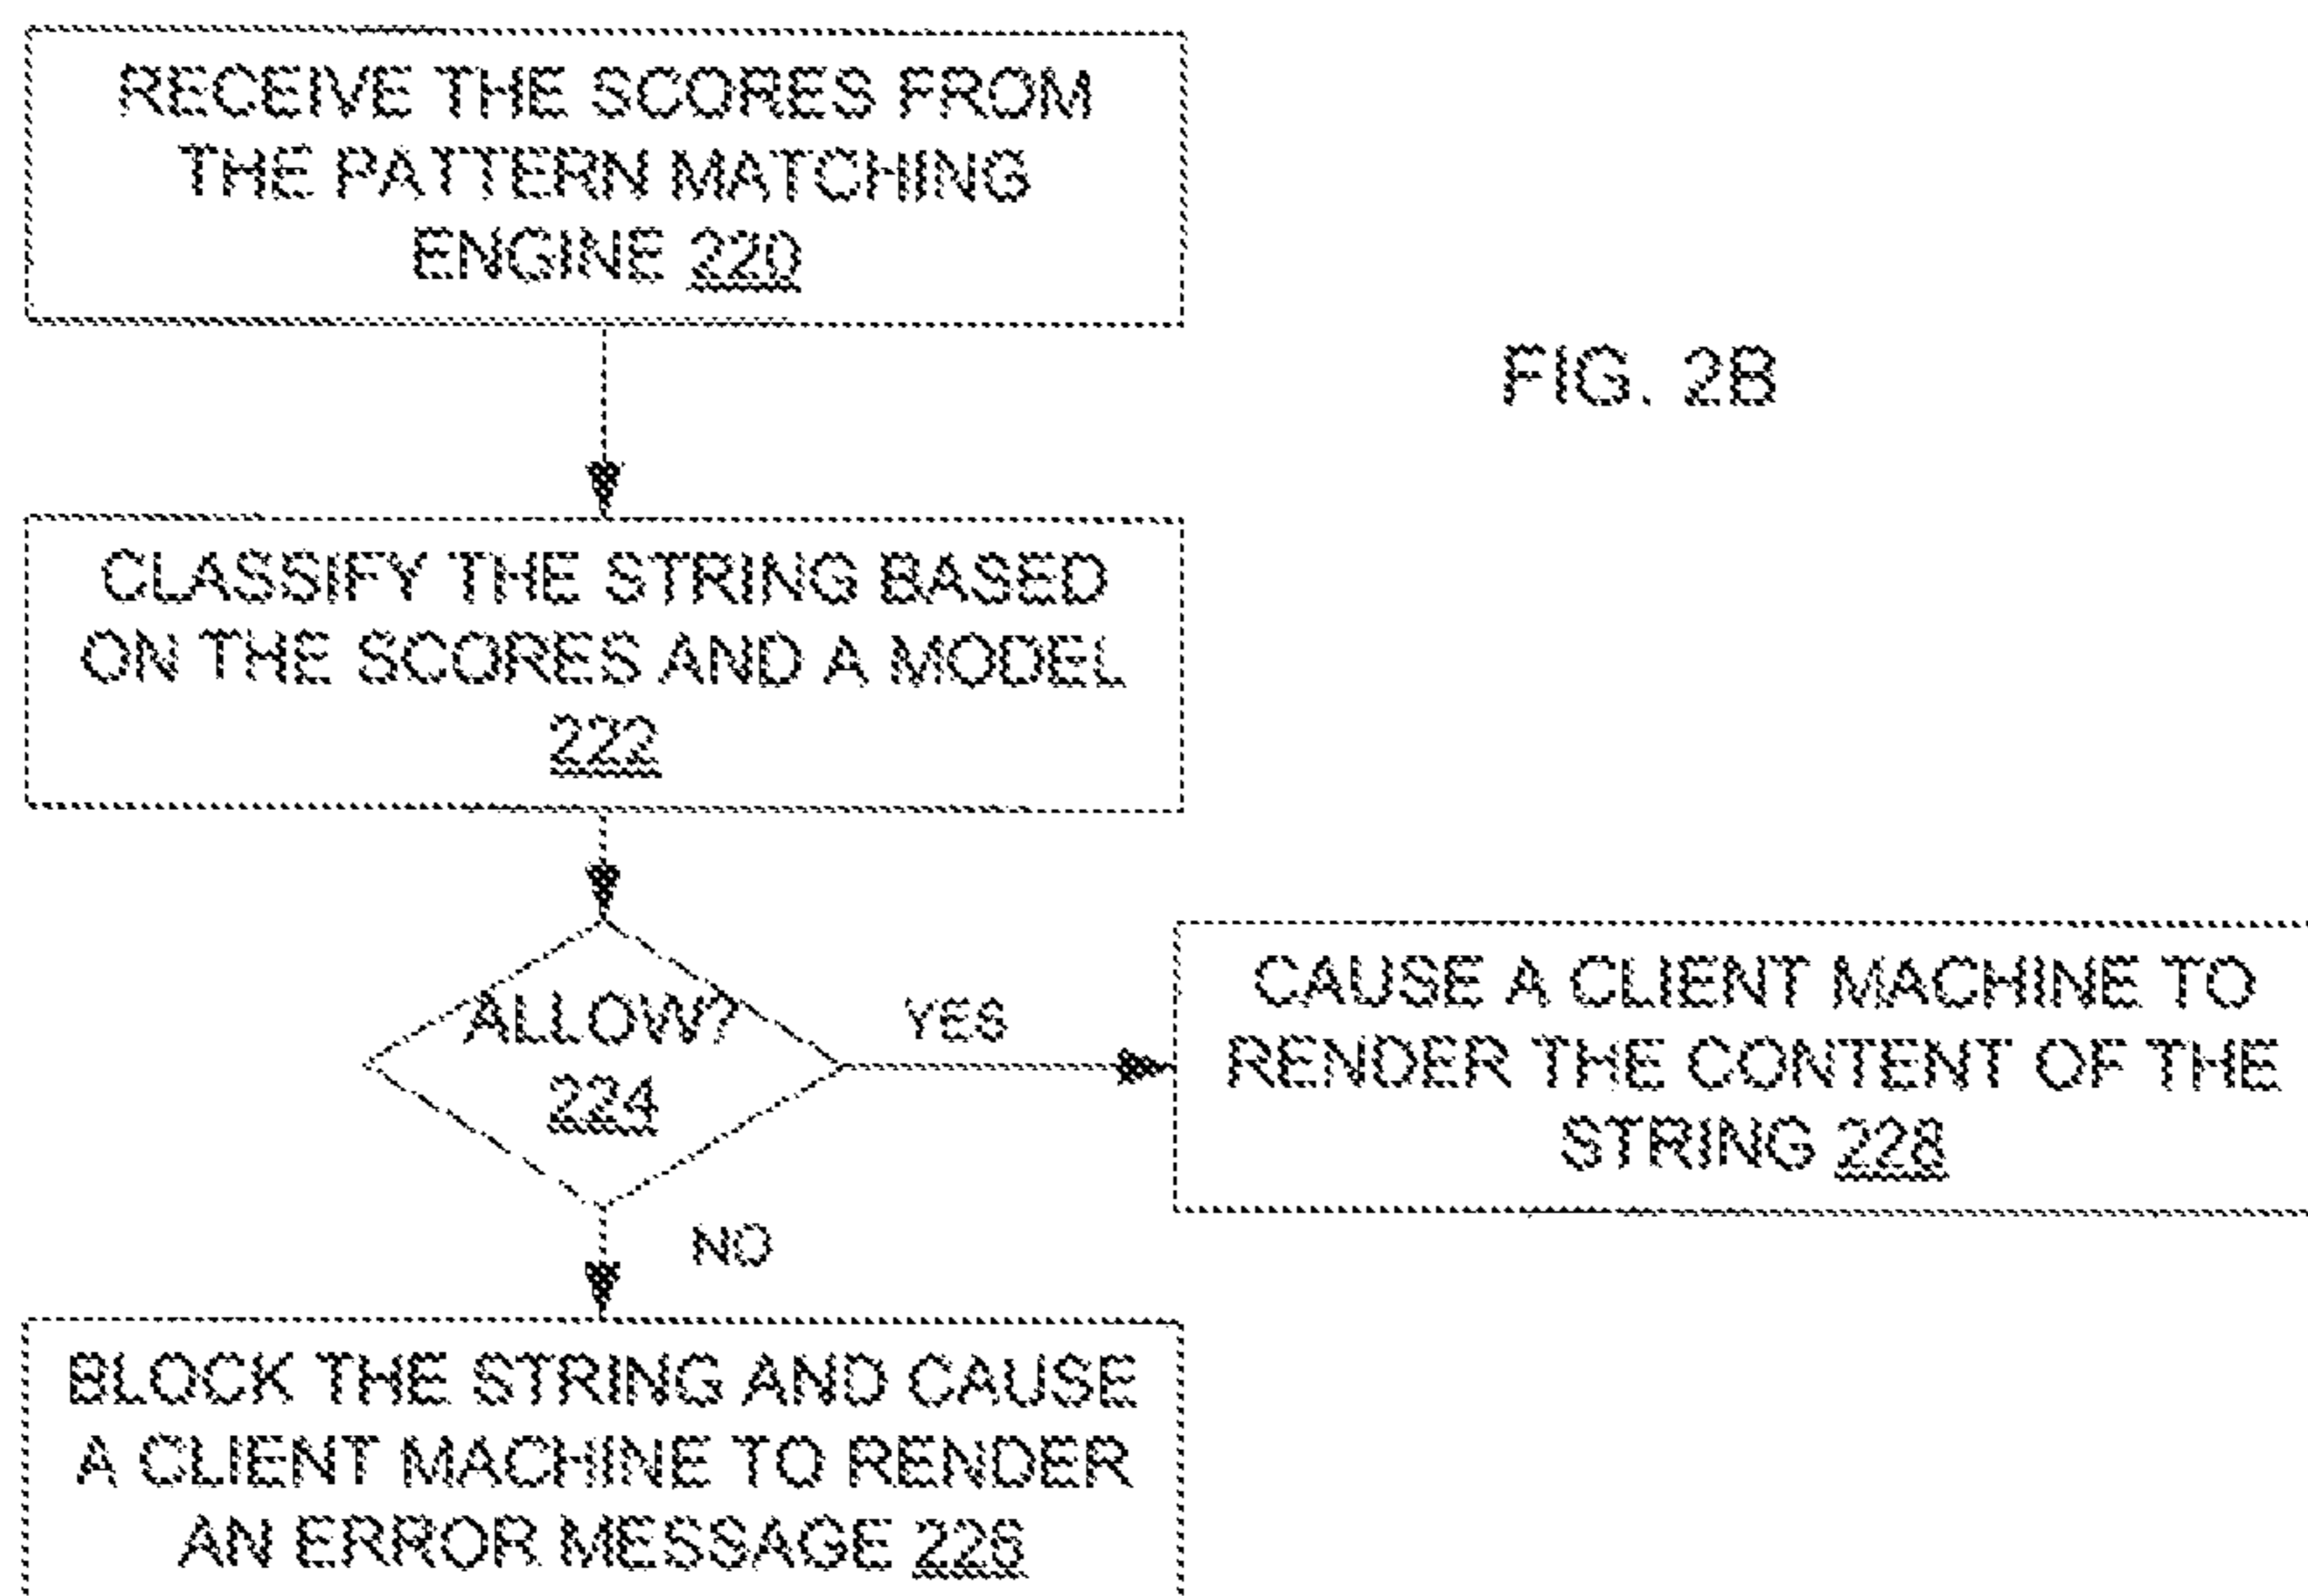 RECEIVE THE SCORES FROM
THE PATTERN MATCHING
ENGINE 220
FIG. 2B
CLASSIFY THE STRING BASED
ON THE SCORES AND A MODEL
222
ALLOW?
224
YES
CAUSE A CLIENT MACHINE TO
RENDER THE CONTENT OF THE
STRING 228
NO
BLOCK THE STRING AND CAUSE
A CLIENT MACHINE TO RENDER
AN ERROR MESSAGE 226